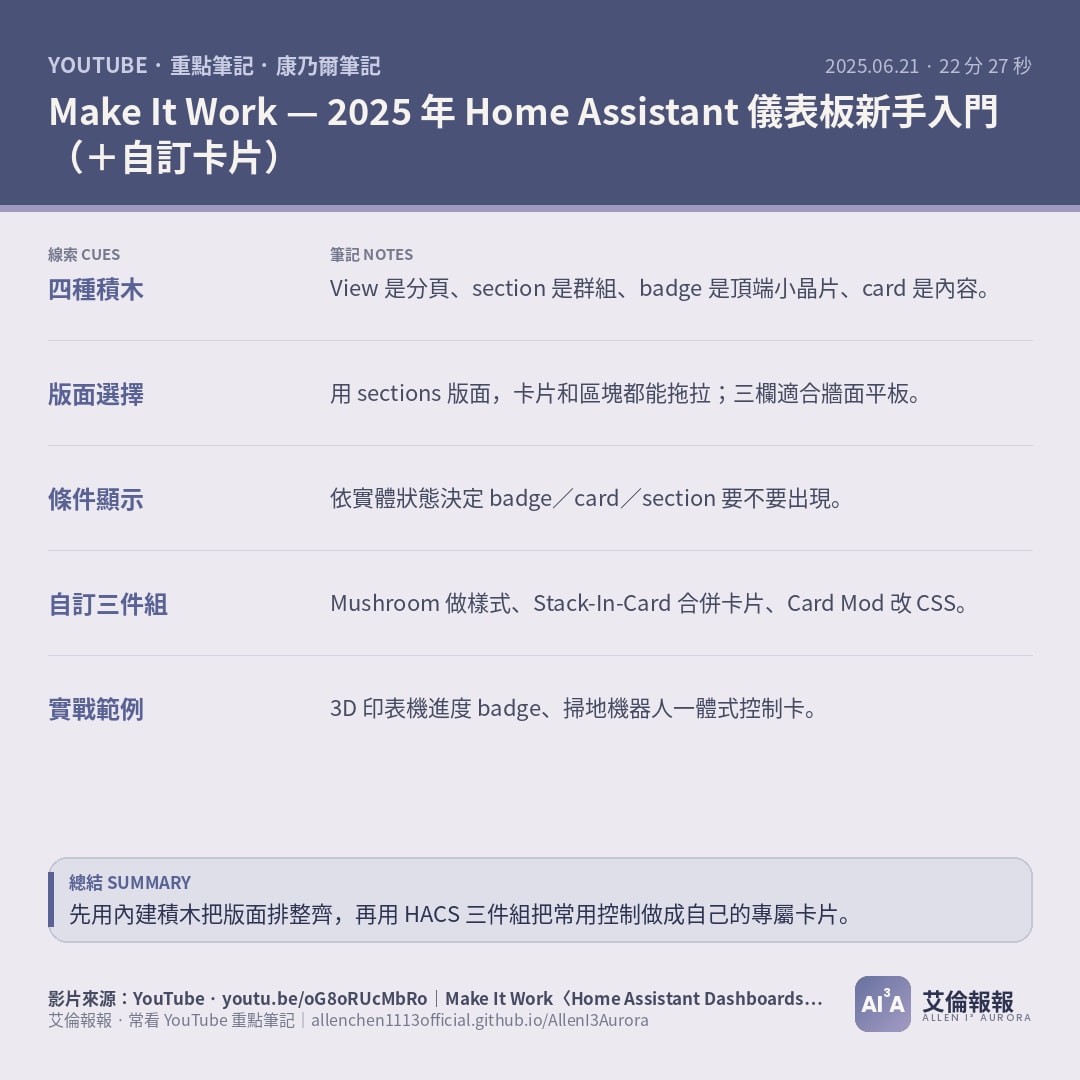 YOUTUBE · 重點筆記 · 康乃爾筆記
2025.06.21 · 22 分 27 秒
Make It Work — 2025 年 Home Assistant 儀表板新手入門
（＋自訂卡片）
線索 CUES
筆記 NOTES
四種積木
View 是分頁、section 是群組、badge 是頂端小晶片、card 是內容。
版面選擇
用 sections 版面，卡片和區塊都能拖拉；三欄適合牆面平板。
條件顯示
依實體狀態決定 badge／card／section 要不要出現。
自訂三件組
Mushroom 做樣式、Stack-In-Card 合併卡片、Card Mod 改 CSS。
實戰範例
3D 印表機進度 badge、掃地機器人一體式控制卡。
總結 SUMMARY
先用內建積木把版面排整齊，再用 HACS 三件組把常用控制做成自己的專屬卡片。
影片來源：YouTube · youtu.be/oG8oRUcMbRo｜Make It Work〈Home Assistant Dashboards…
艾倫報報 · 常看 YouTube 重點筆記｜allenchen1113official.github.io/AllenI3Aurora
AI³A
艾倫報報
ALLEN I³ AURORA